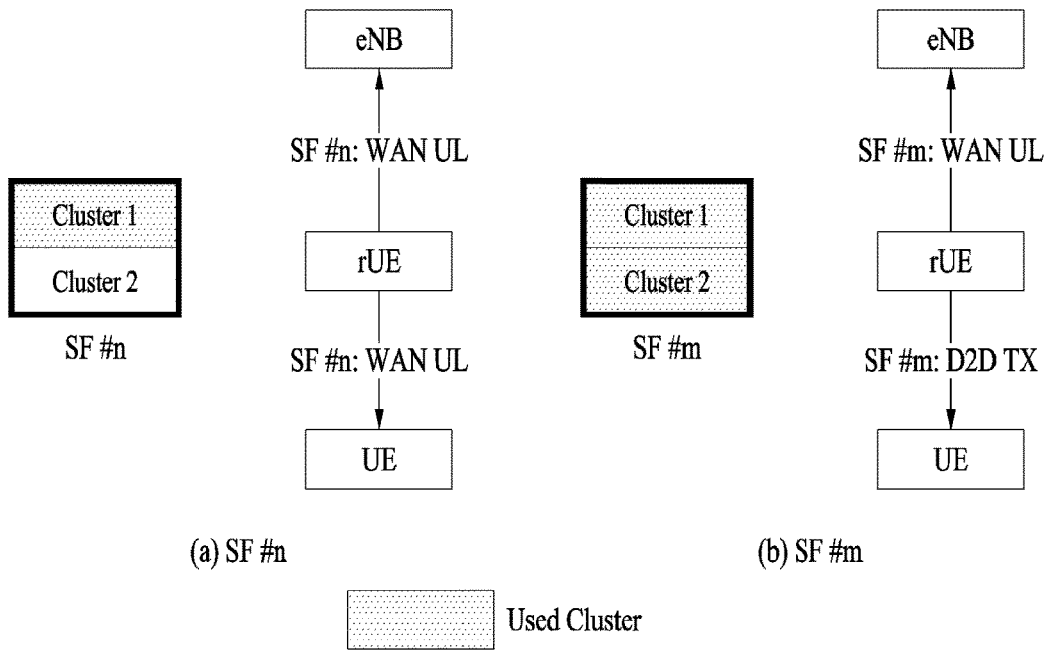 eNB
SF #n: WAN UL
Cluster 1
Cluster 2
SF #n
rUE
SF #n: WAN UL
UE
(a) SF #n
eNB
SF #m: WAN UL
Cluster 1
Cluster 2
SF #m
rUE
SF #m: D2D TX
UE
(b) SF #m
Used Cluster